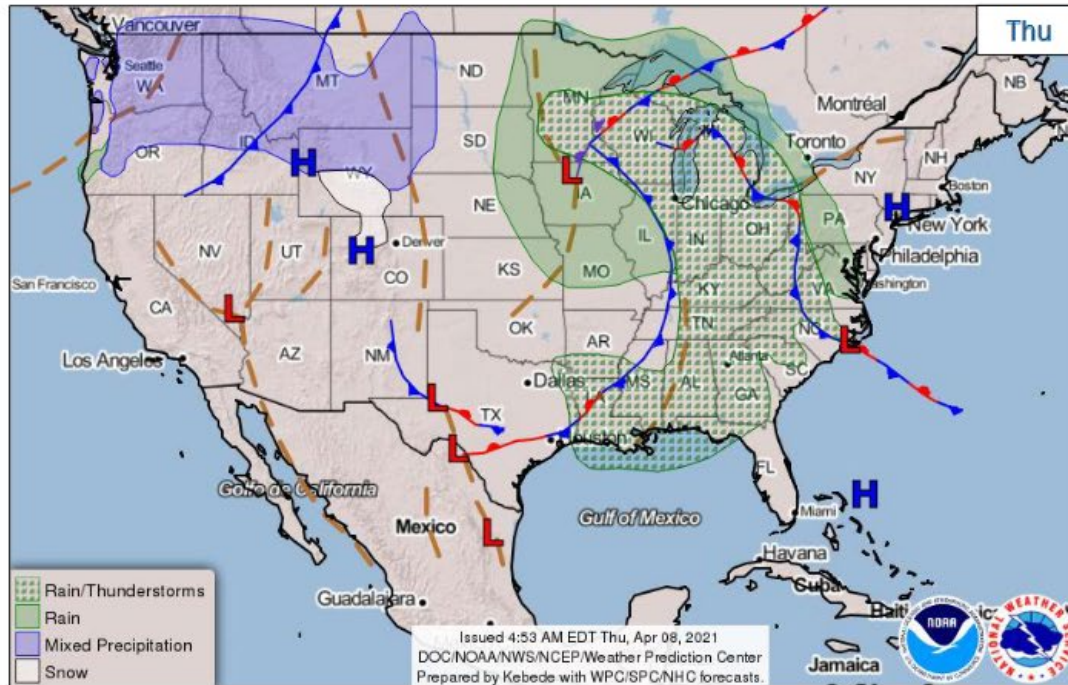 Thu
Vancouver
Seattle
WA
MT
ND
MN
Montréal
NB
OR
ID
SD
WI
MI
Toronto
NH
WY
H
L
IA
Chicago
NY
Boston
H
New York
NE
IL
IN
OH
PA
Philadelphia
NV
UT
H
Denver
CO
KS
MO
KY
VA
Washington
San Francisco
CA
L
OK
TN
NC
L
Los Angeles
AZ
NM
AR
Atlanta
SC
Dallas
MS
AL
GA
L
TX
LA
L
Houston
FL
H
Golfo de California
Mexico
L
Gulf of Mexico
Miami
Havana
Cuba
Guadalajara
Jamaica
Rain/Thunderstorms
Rain
Mixed Precipitation
Snow
Issued 4:53 AM EDT Thu, Apr 08, 2021
DOC/NOAA/NWS/NCEP/Weather Prediction Center
Prepared by Kebede with WPC/SPC/NHC forecasts.
NOAA
NATIONAL WEATHER SERVICE